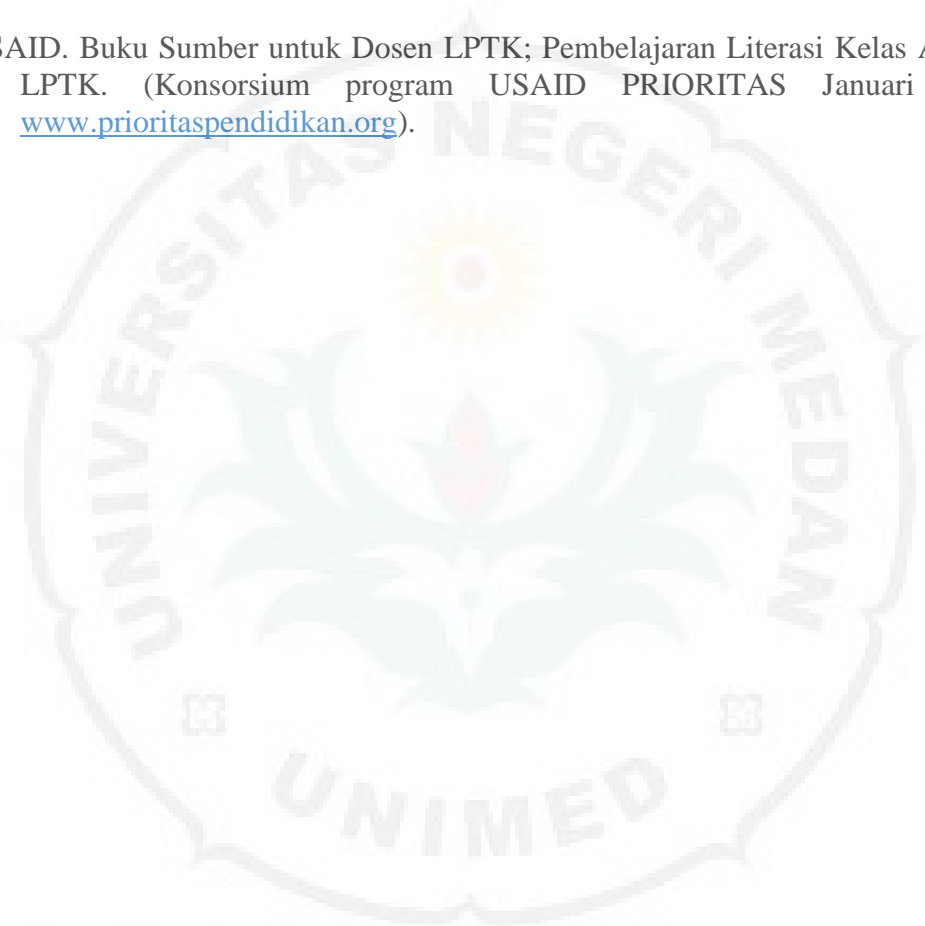 SAID. Buku Sumber untuk Dosen LPTK; Pembelajaran Literasi Kelas A
LPTK. (Konsorsium program USAID PRIORITAS Januari
www.prioritaspendidikan.org).
UNIVERSITAS NEGERI MEDAN
UNIMED